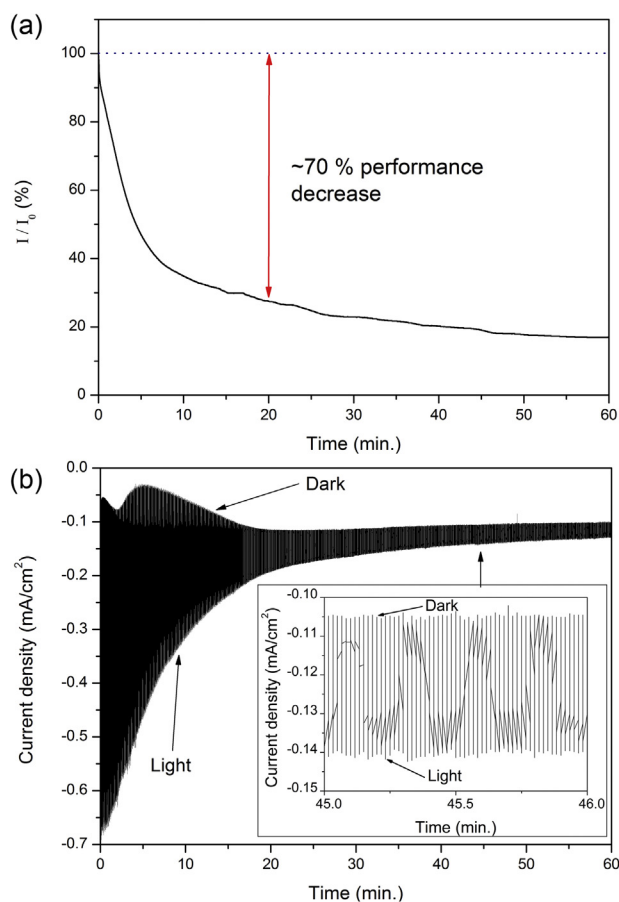 (a)
100
80
60
40
20
0
I / I₀ (%)
~70 % performance
decrease
0 10 20 30 40 50 60
Time (min.)
(b)
0.0
-0.1
-0.2
-0.3
-0.4
-0.5
-0.6
-0.7
Current density (mA/cm²)
Dark
Light
-0.10
-0.11
-0.12
-0.13
-0.14
-0.15
Current density (mA/cm²)
Dark
Light
45.0 45.5 46.0
Time (min.)
0 10 20 30 40 50 60
Time (min.)